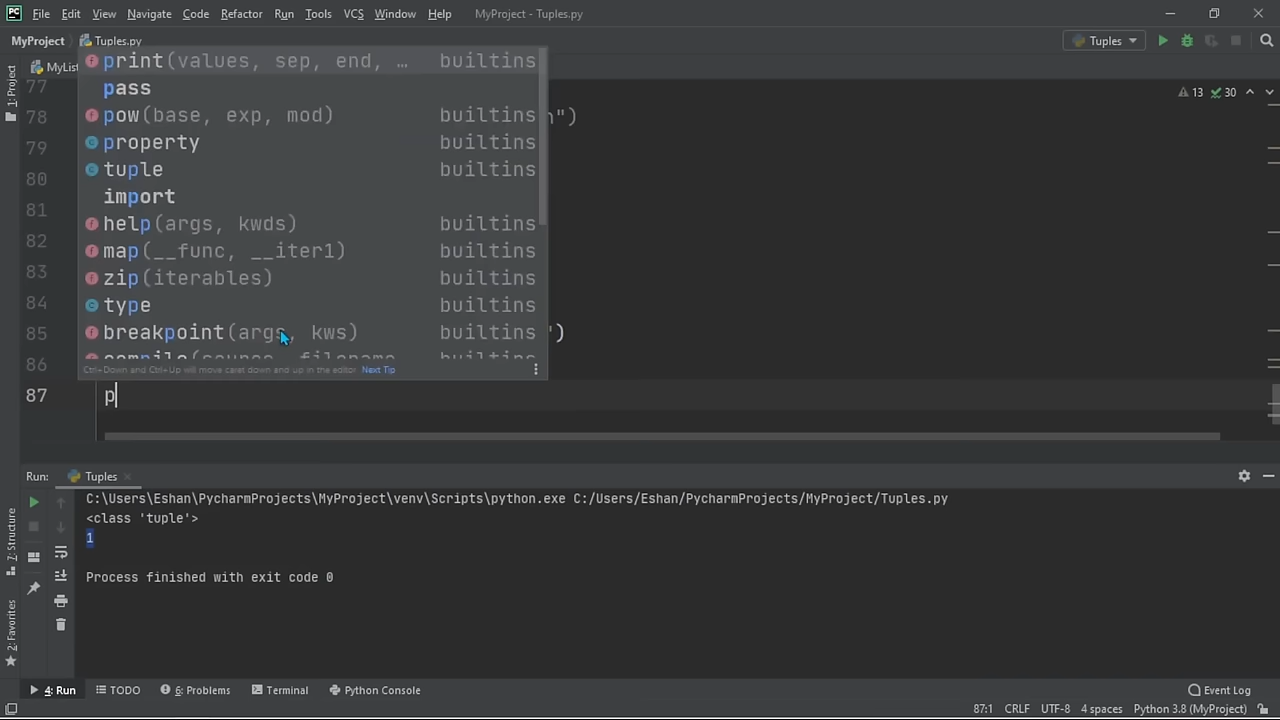 File Edit View Navigate Code Refactor Run Tools VCS Window Help MyProject - Tuples.py
MyProject Tuples.py Tuples
MyList
1: Project
13 30
77
78 ")
79
80
81
82
83
84
85 ")
86
87 p
print(values, sep, end, … builtins
pass
pow(base, exp, mod) builtins
property builtins
tuple builtins
import
help(args, kwds) builtins
map(__func, __iter1) builtins
zip(iterables) builtins
type builtins
breakpoint(args, kws) builtins
Ctrl+Down and Ctrl+Up will move caret down and up in the editor Next Tip
Run: Tuples
C:\Users\Eshan\PycharmProjects\MyProject\venv\Scripts\python.exe C:/Users/Eshan/PycharmProjects/MyProject/Tuples.py
<class 'tuple'>
1
Process finished with exit code 0
Z: Structure
2: Favorites
4: Run TODO 6: Problems Terminal Python Console Event Log
87:1 CRLF UTF-8 4 spaces Python 3.8 (MyProject)